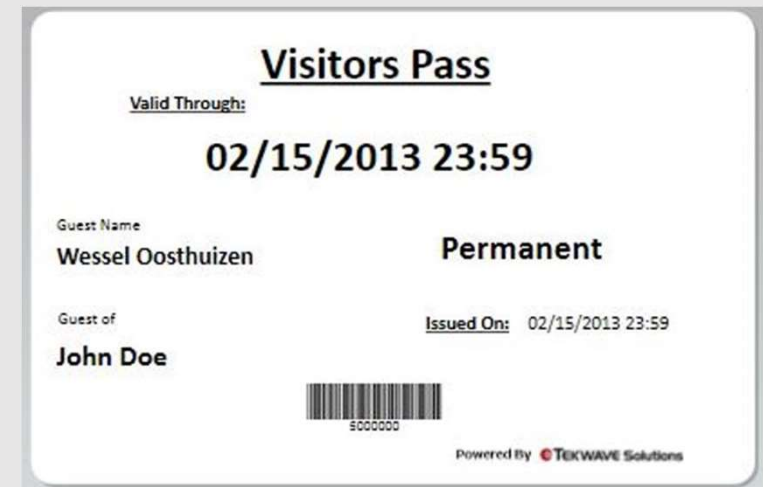 Visitors Pass
Valid Through:
02/15/2013 23:59
Guest Name
Wessel Oosthuizen
Permanent
Guest of
John Doe
Issued On: 02/15/2013 23:59
5000000
Powered By TEKWAVE Solutions